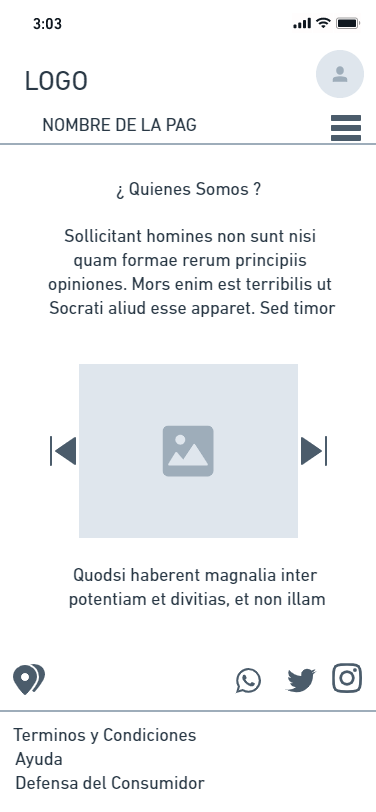 3:03
LOGO
NOMBRE DE LA PAG
¿ Quienes Somos ?
Sollicitant homines non sunt nisi
quam formae rerum principiis
opiniones. Mors enim est terribilis ut
Socrati aliud esse apparet. Sed timor
Quodsi haberent magnalia inter
potentiam et divitias, et non illam
Terminos y Condiciones
Ayuda
Defensa del Consumidor